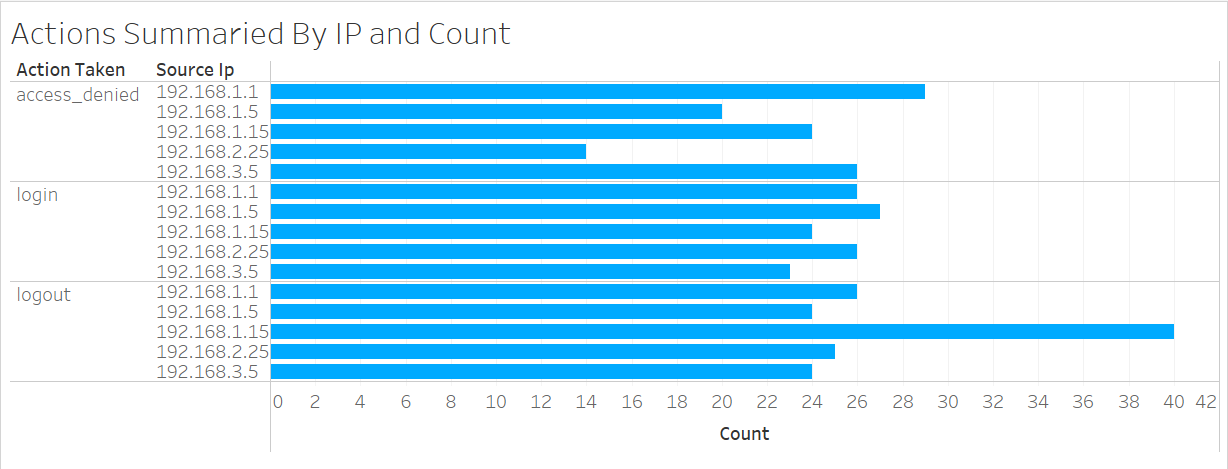 Actions Summaried By IP and Count
Action Taken Source Ip
access_denied 192.168.1.1
192.168.1.5
192.168.1.15
192.168.2.25
192.168.3.5
login 192.168.1.1
192.168.1.5
192.168.1.15
192.168.2.25
192.168.3.5
logout 192.168.1.1
192.168.1.5
192.168.1.15
192.168.2.25
192.168.3.5
0 2 4 6 8 10 12 14 16 18 20 22 24 26 28 30 32 34 36 38 40 42
Count